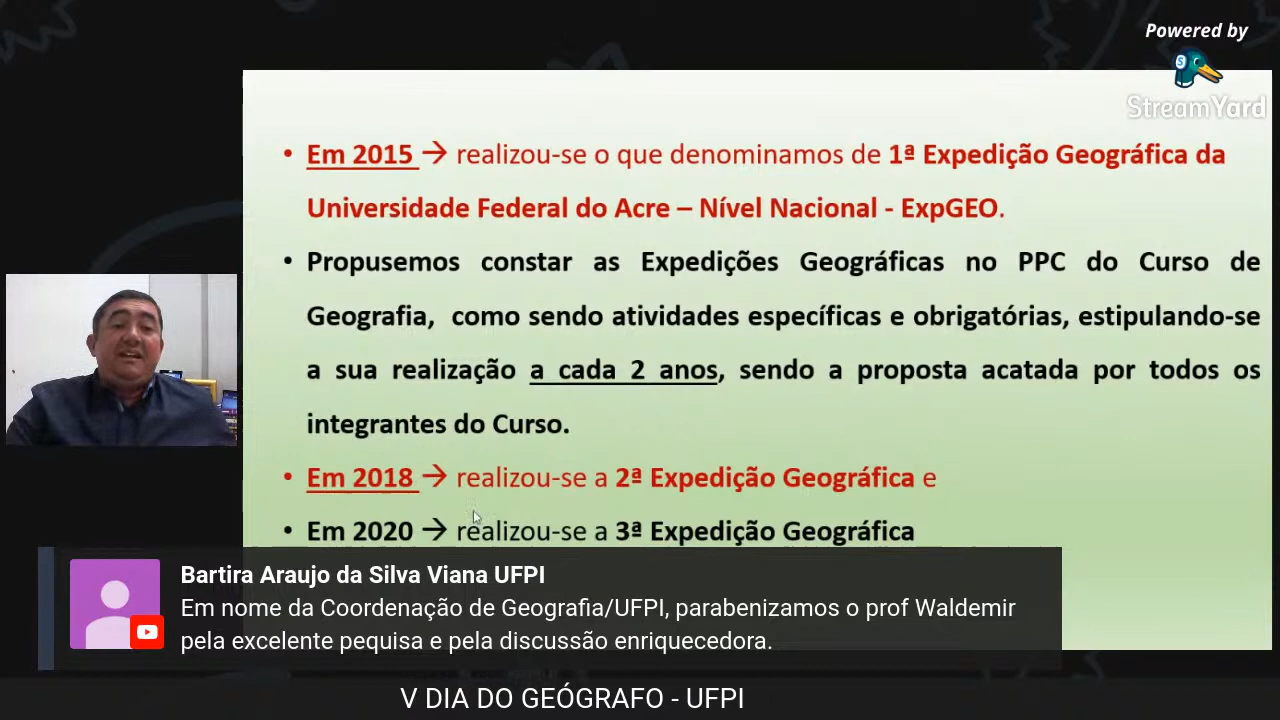 Powered by
StreamYard
• Em 2015 → realizou-se o que denominamos de 1ª Expedição Geográfica da
Universidade Federal do Acre – Nível Nacional - ExpGEO.
• Propusemos constar as Expedições Geográficas no PPC do Curso de
Geografia, como sendo atividades específicas e obrigatórias, estipulando-se
a sua realização a cada 2 anos, sendo a proposta acatada por todos os
integrantes do Curso.
• Em 2018 → realizou-se a 2ª Expedição Geográfica e
• Em 2020 → realizou-se a 3ª Expedição Geográfica
Bartira Araujo da Silva Viana UFPI
Em nome da Coordenação de Geografia/UFPI, parabenizamos o prof Waldemir
pela excelente pequisa e pela discussão enriquecedora.
V DIA DO GEÓGRAFO - UFPI